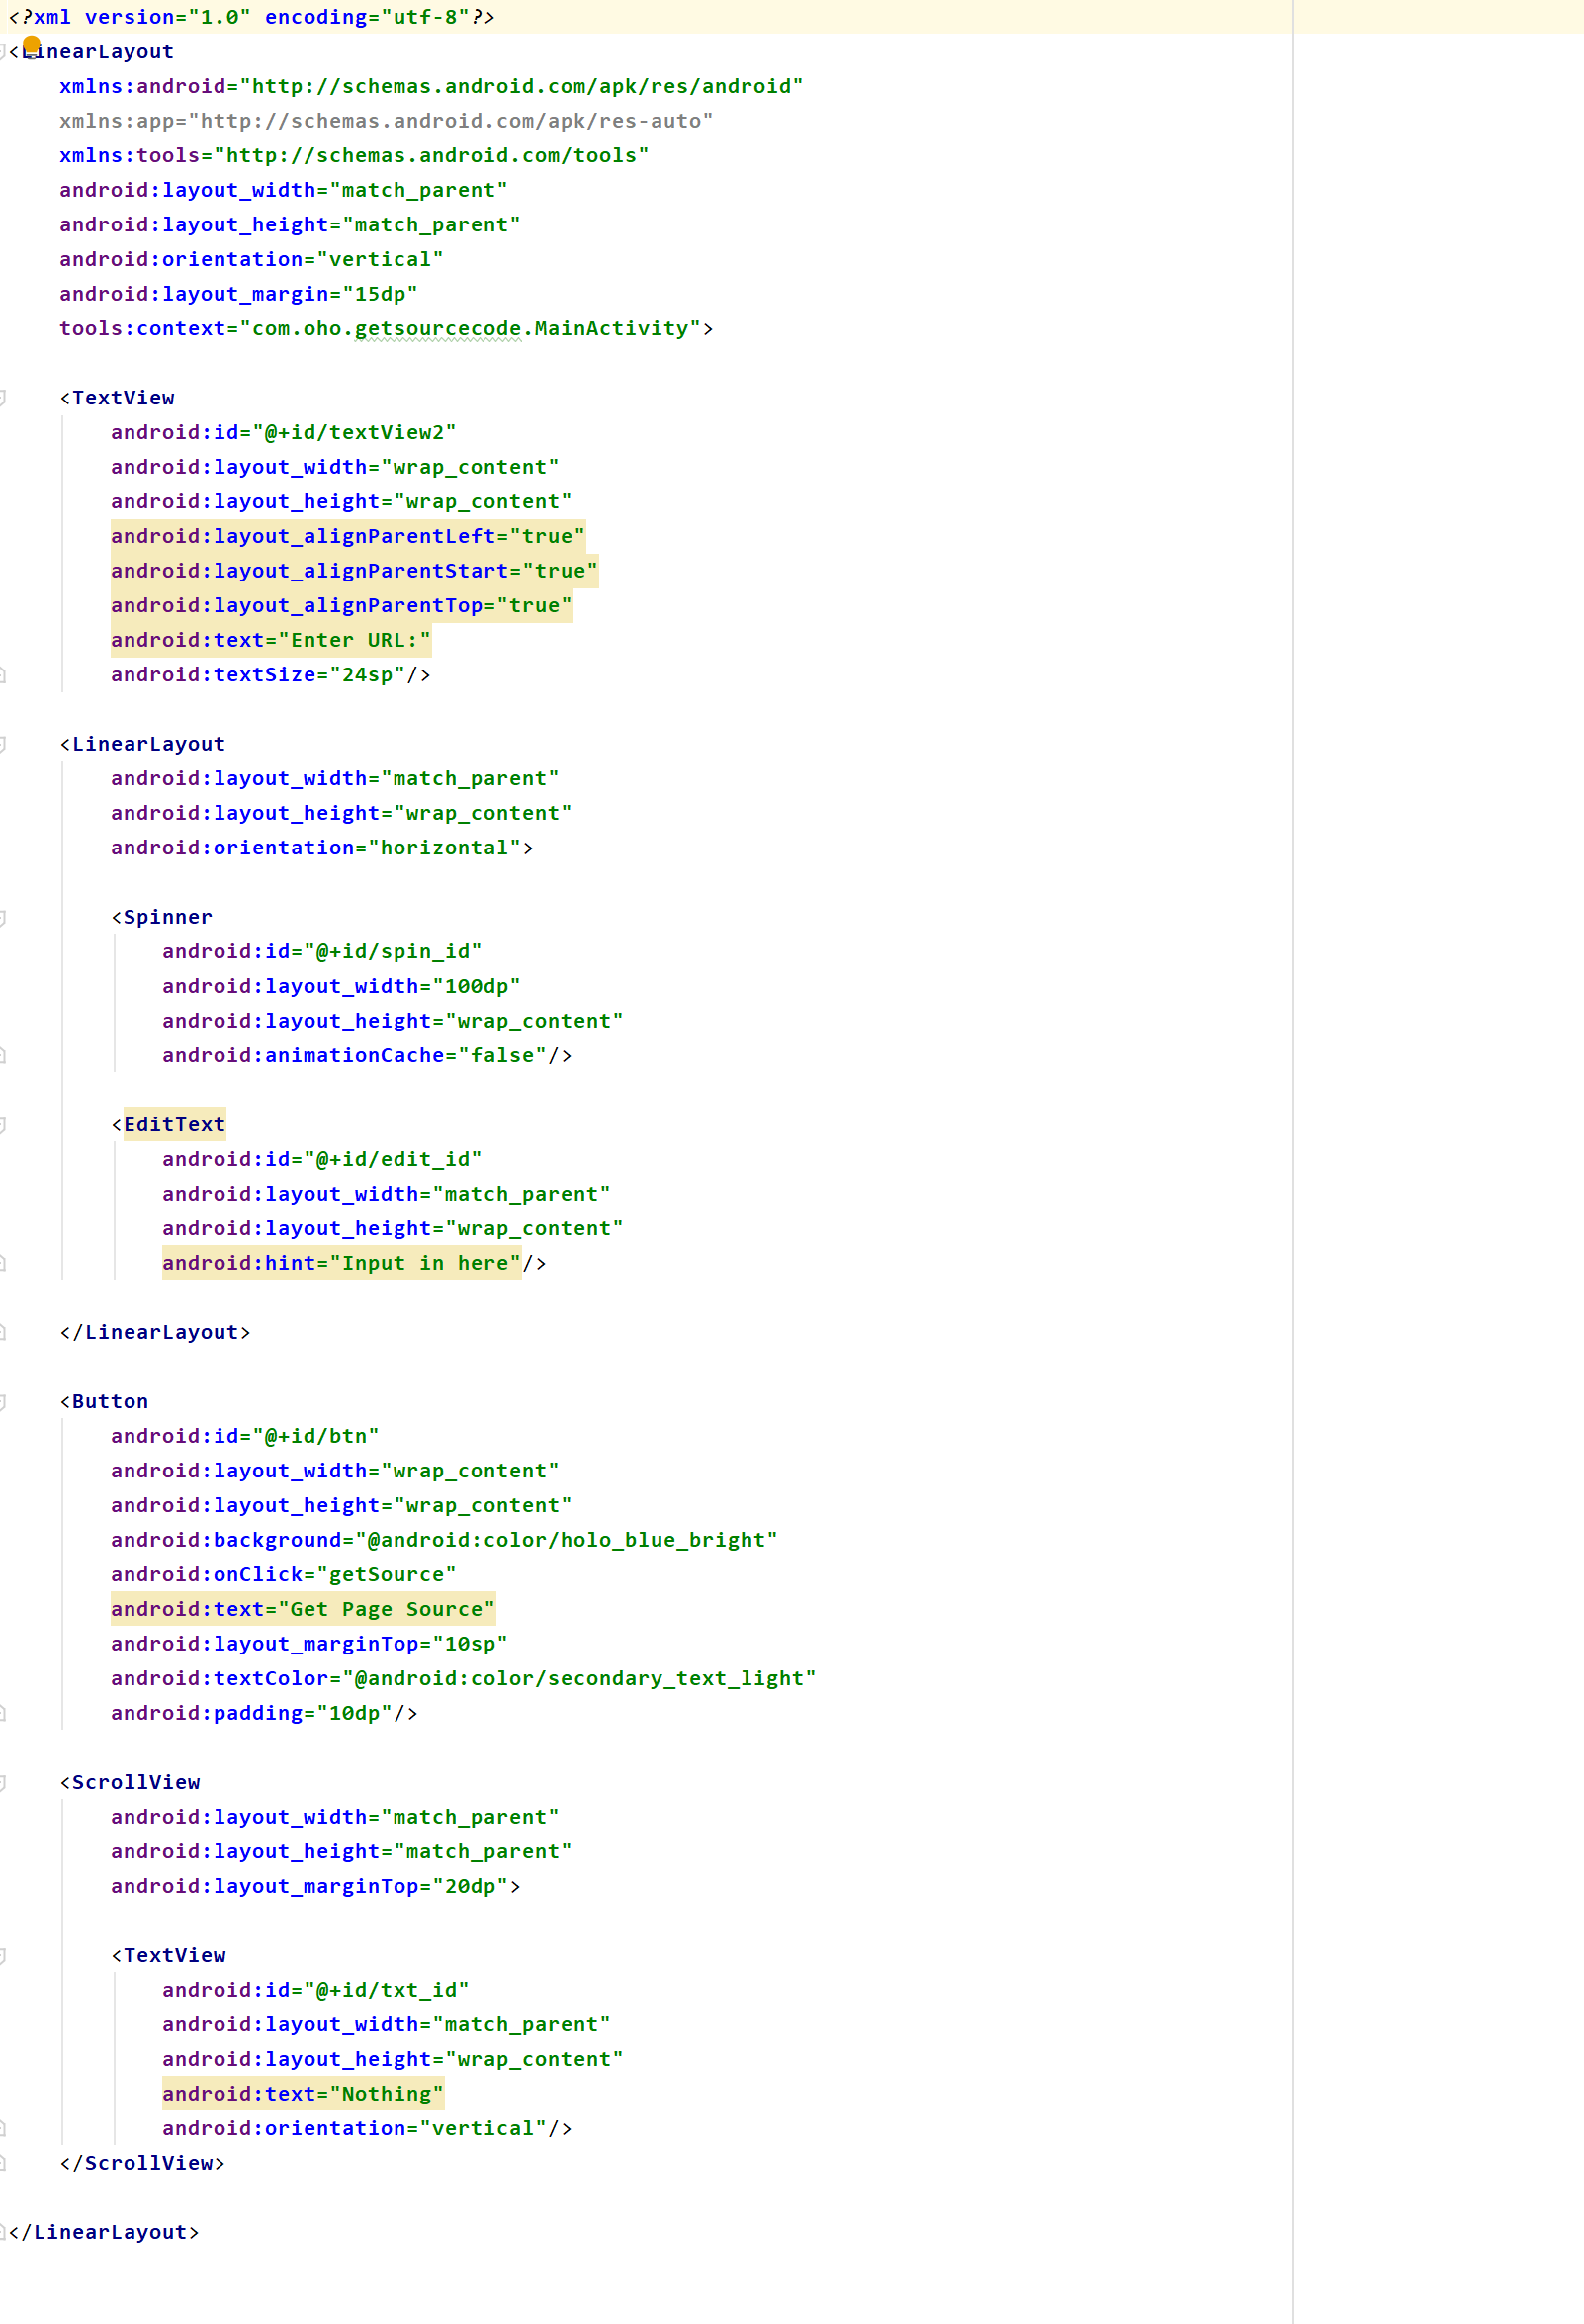 <?xml version="1.0" encoding="utf-8"?>
<LinearLayout
xmlns:android="http://schemas.android.com/apk/res/android"
xmlns:app="http://schemas.android.com/apk/res-auto"
xmlns:tools="http://schemas.android.com/tools"
android:layout_width="match_parent"
android:layout_height="match_parent"
android:orientation="vertical"
android:layout_margin="15dp"
tools:context="com.oho.getsourcecode.MainActivity">
<TextView
android:id="@+id/textView2"
android:layout_width="wrap_content"
android:layout_height="wrap_content"
android:layout_alignParentLeft="true"
android:layout_alignParentStart="true"
android:layout_alignParentTop="true"
android:text="Enter URL:"
android:textSize="24sp"/>
<LinearLayout
android:layout_width="match_parent"
android:layout_height="wrap_content"
android:orientation="horizontal">
<Spinner
android:id="@+id/spin_id"
android:layout_width="100dp"
android:layout_height="wrap_content"
android:animationCache="false"/>
<EditText
android:id="@+id/edit_id"
android:layout_width="match_parent"
android:layout_height="wrap_content"
android:hint="Input in here"/>
</LinearLayout>
<Button
android:id="@+id/btn"
android:layout_width="wrap_content"
android:layout_height="wrap_content"
android:background="@android:color/holo_blue_bright"
android:onClick="getSource"
android:text="Get Page Source"
android:layout_marginTop="10sp"
android:textColor="@android:color/secondary_text_light"
android:padding="10dp"/>
<ScrollView
android:layout_width="match_parent"
android:layout_height="match_parent"
android:layout_marginTop="20dp">
<TextView
android:id="@+id/txt_id"
android:layout_width="match_parent"
android:layout_height="wrap_content"
android:text="Nothing"
android:orientation="vertical"/>
</ScrollView>
</LinearLayout>